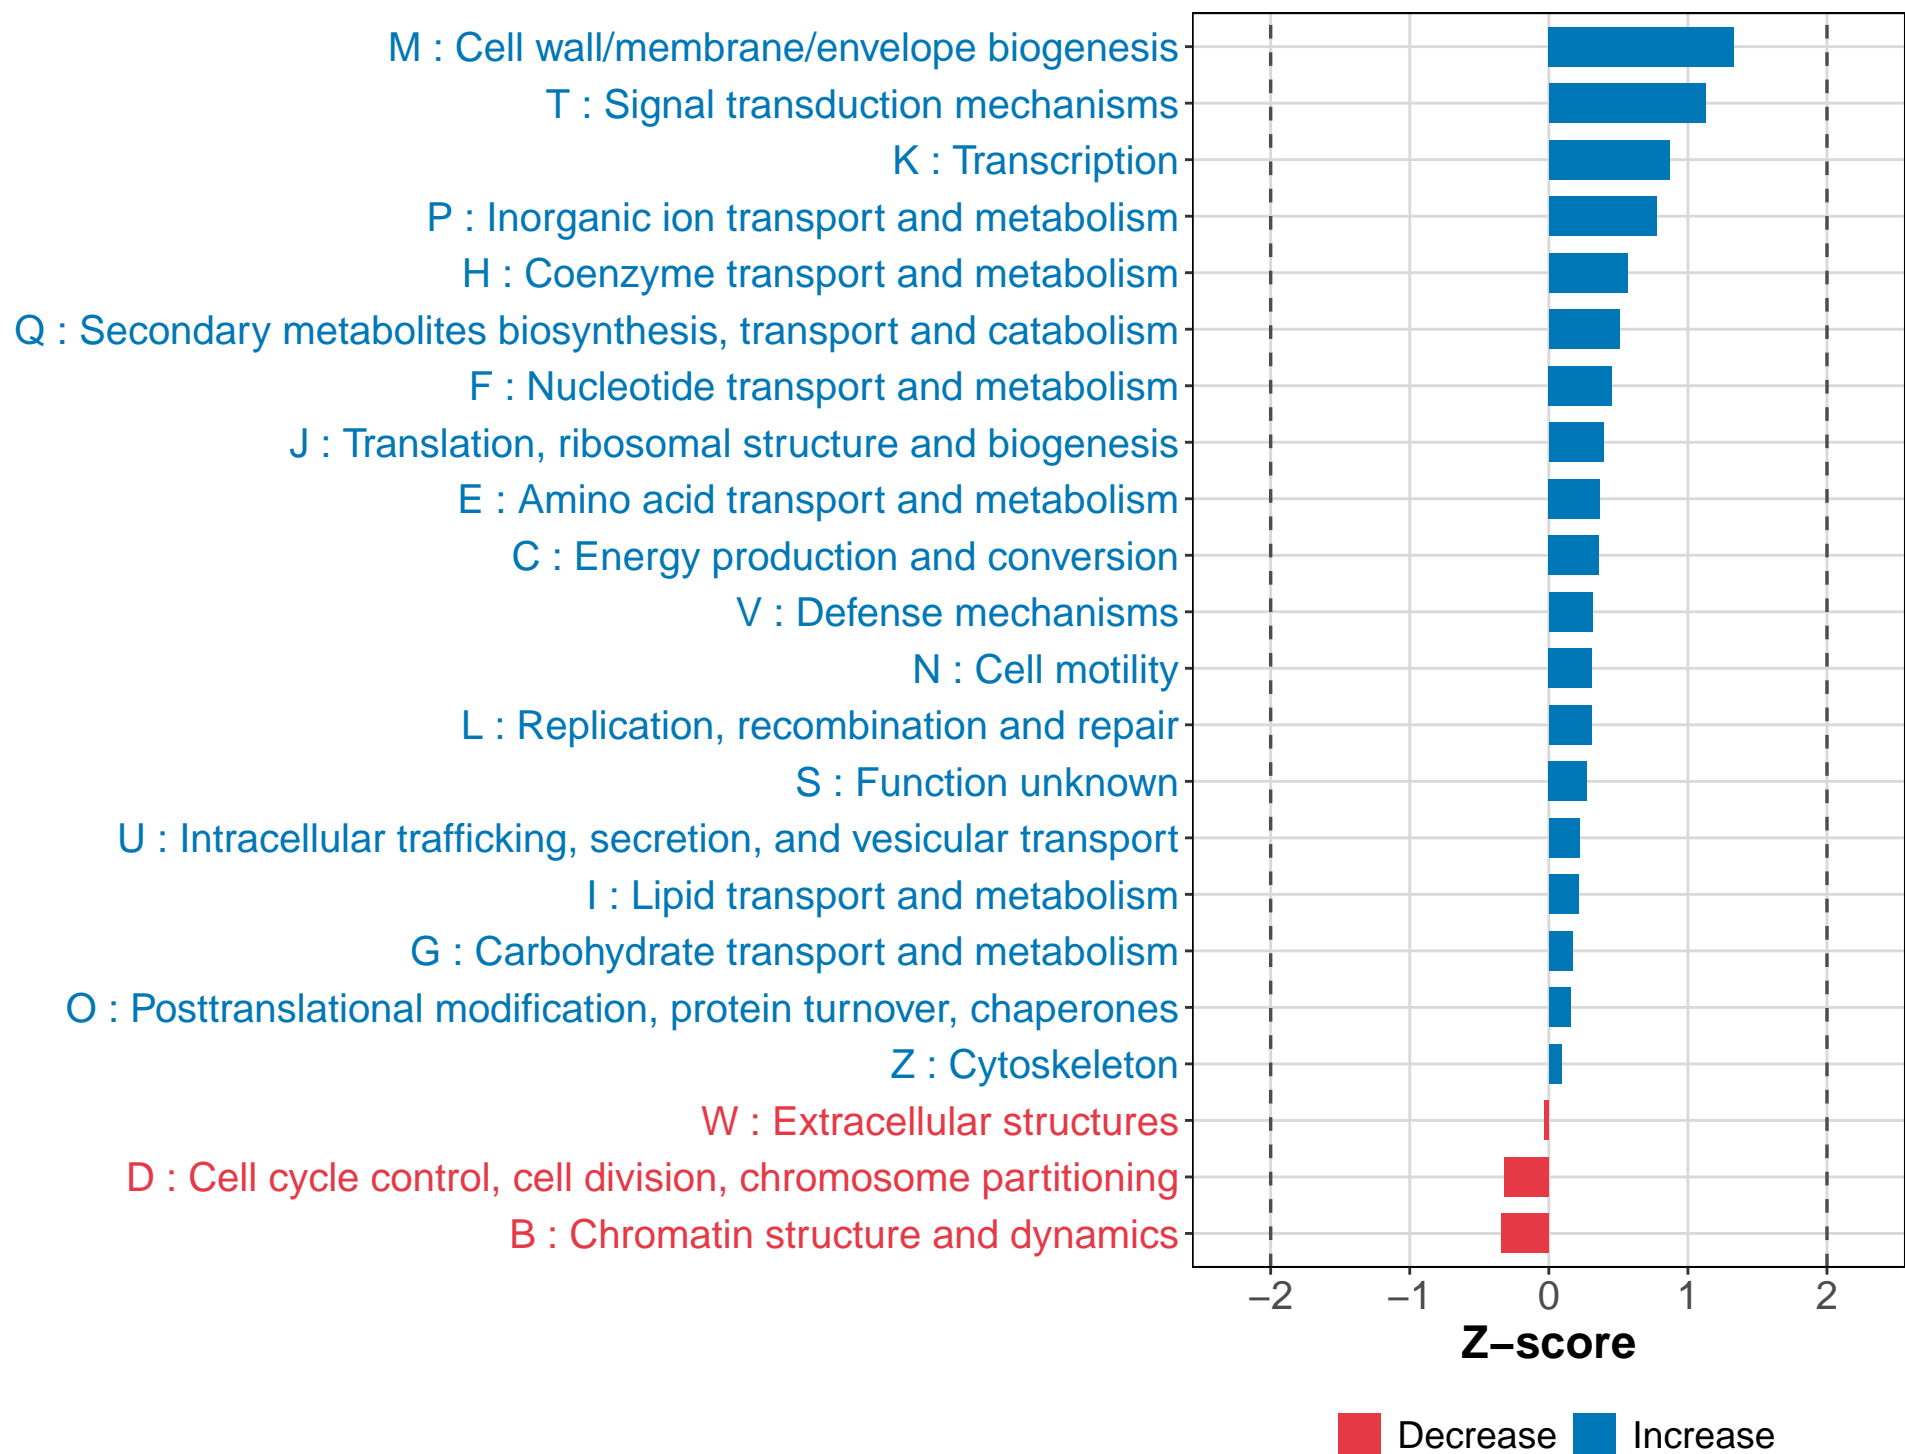 M : Cell wall/membrane/envelope biogenesis
T : Signal transduction mechanisms
K : Transcription
P : Inorganic ion transport and metabolism
H : Coenzyme transport and metabolism
Q : Secondary metabolites biosynthesis, transport and catabolism
F : Nucleotide transport and metabolism
J : Translation, ribosomal structure and biogenesis
E : Amino acid transport and metabolism
C : Energy production and conversion
V : Defense mechanisms
N : Cell motility
L : Replication, recombination and repair
S : Function unknown
U : Intracellular trafficking, secretion, and vesicular transport
I : Lipid transport and metabolism
G : Carbohydrate transport and metabolism
O : Posttranslational modification, protein turnover, chaperones
Z : Cytoskeleton
W : Extracellular structures
D : Cell cycle control, cell division, chromosome partitioning
B : Chromatin structure and dynamics
−2 −1 0 1 2
Z−score
Decrease Increase